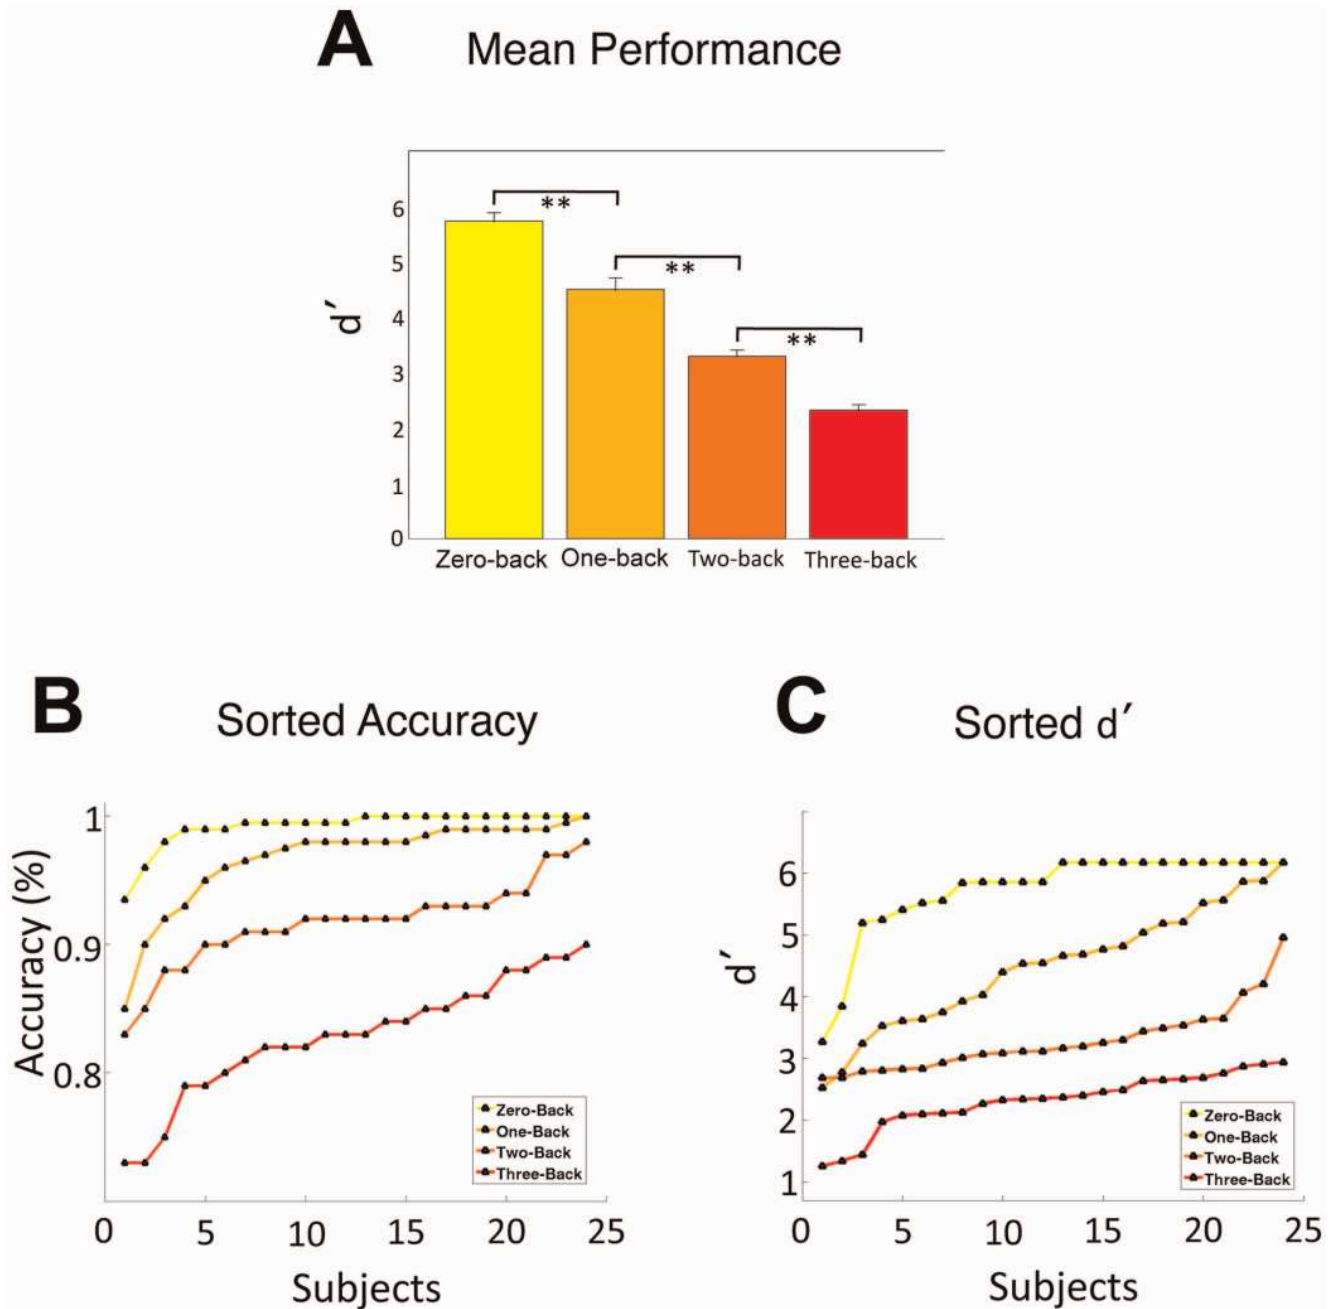 A Mean Performance
6
5
4
3
2
1
0
d′
**
**
**
Zero-back One-back Two-back Three-back
B Sorted Accuracy
1
0.9
0.8
Accuracy (%)
Zero-Back
One-Back
Two-Back
Three-Back
0 5 10 15 20 25
Subjects
C Sorted d′
6
5
4
3
2
1
d′
Zero-Back
One-Back
Two-Back
Three-Back
0 5 10 15 20 25
Subjects